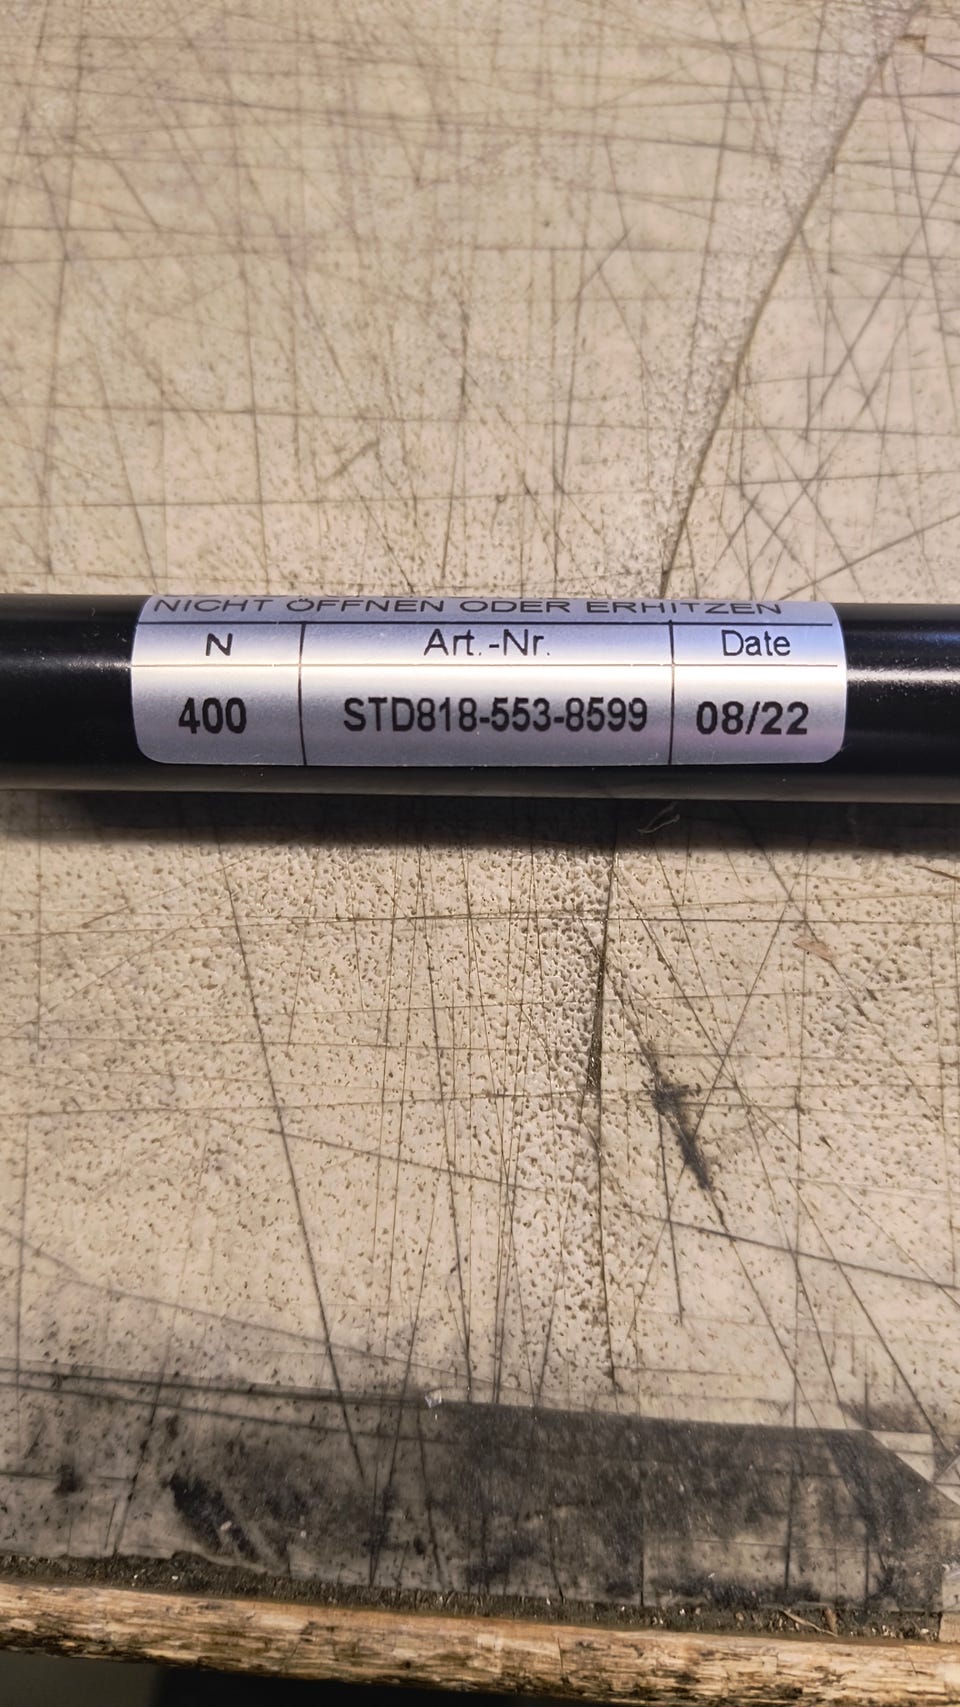 NICHT ÖFFNEN ODER ERHITZEN
N Art.-Nr. Date
400 STD818-553-8599 08/22